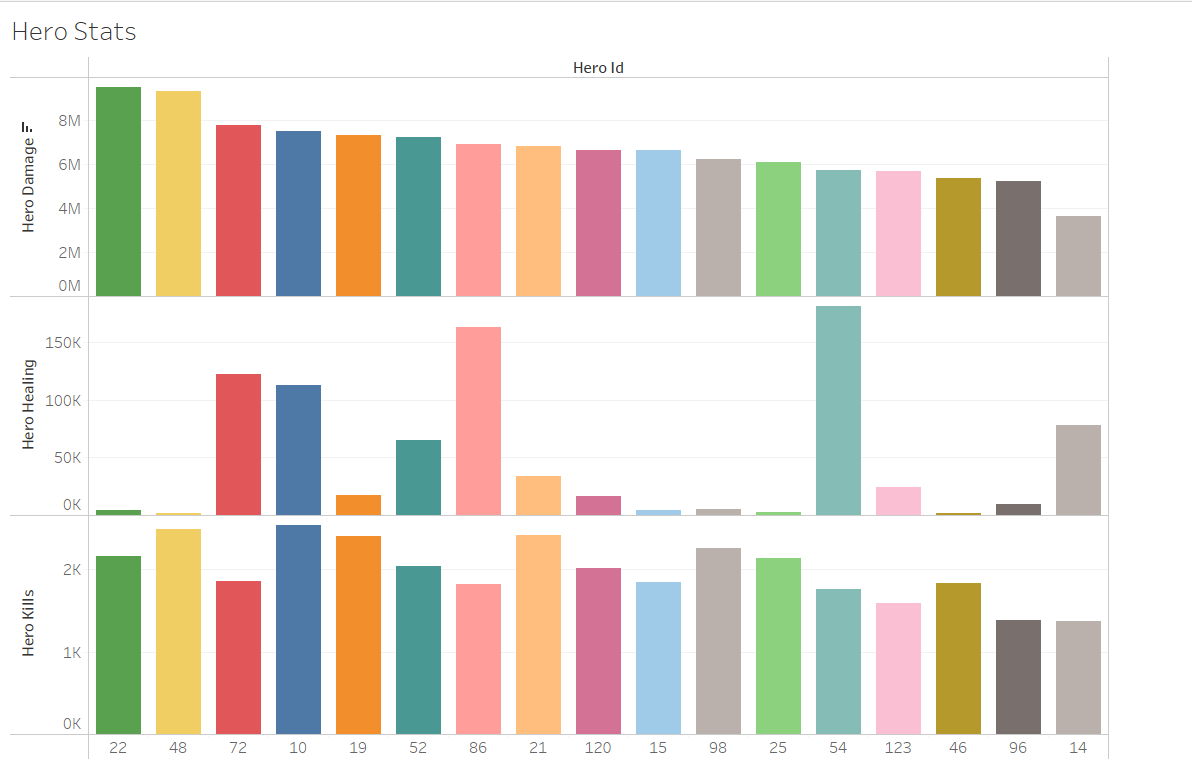 Hero Stats
Hero Id
Hero Damage
8M
6M
4M
2M
0M
Hero Healing
150K
100K
50K
0K
Hero Kills
2K
1K
0K
22 48 72 10 19 52 86 21 120 15 98 25 54 123 46 96 14